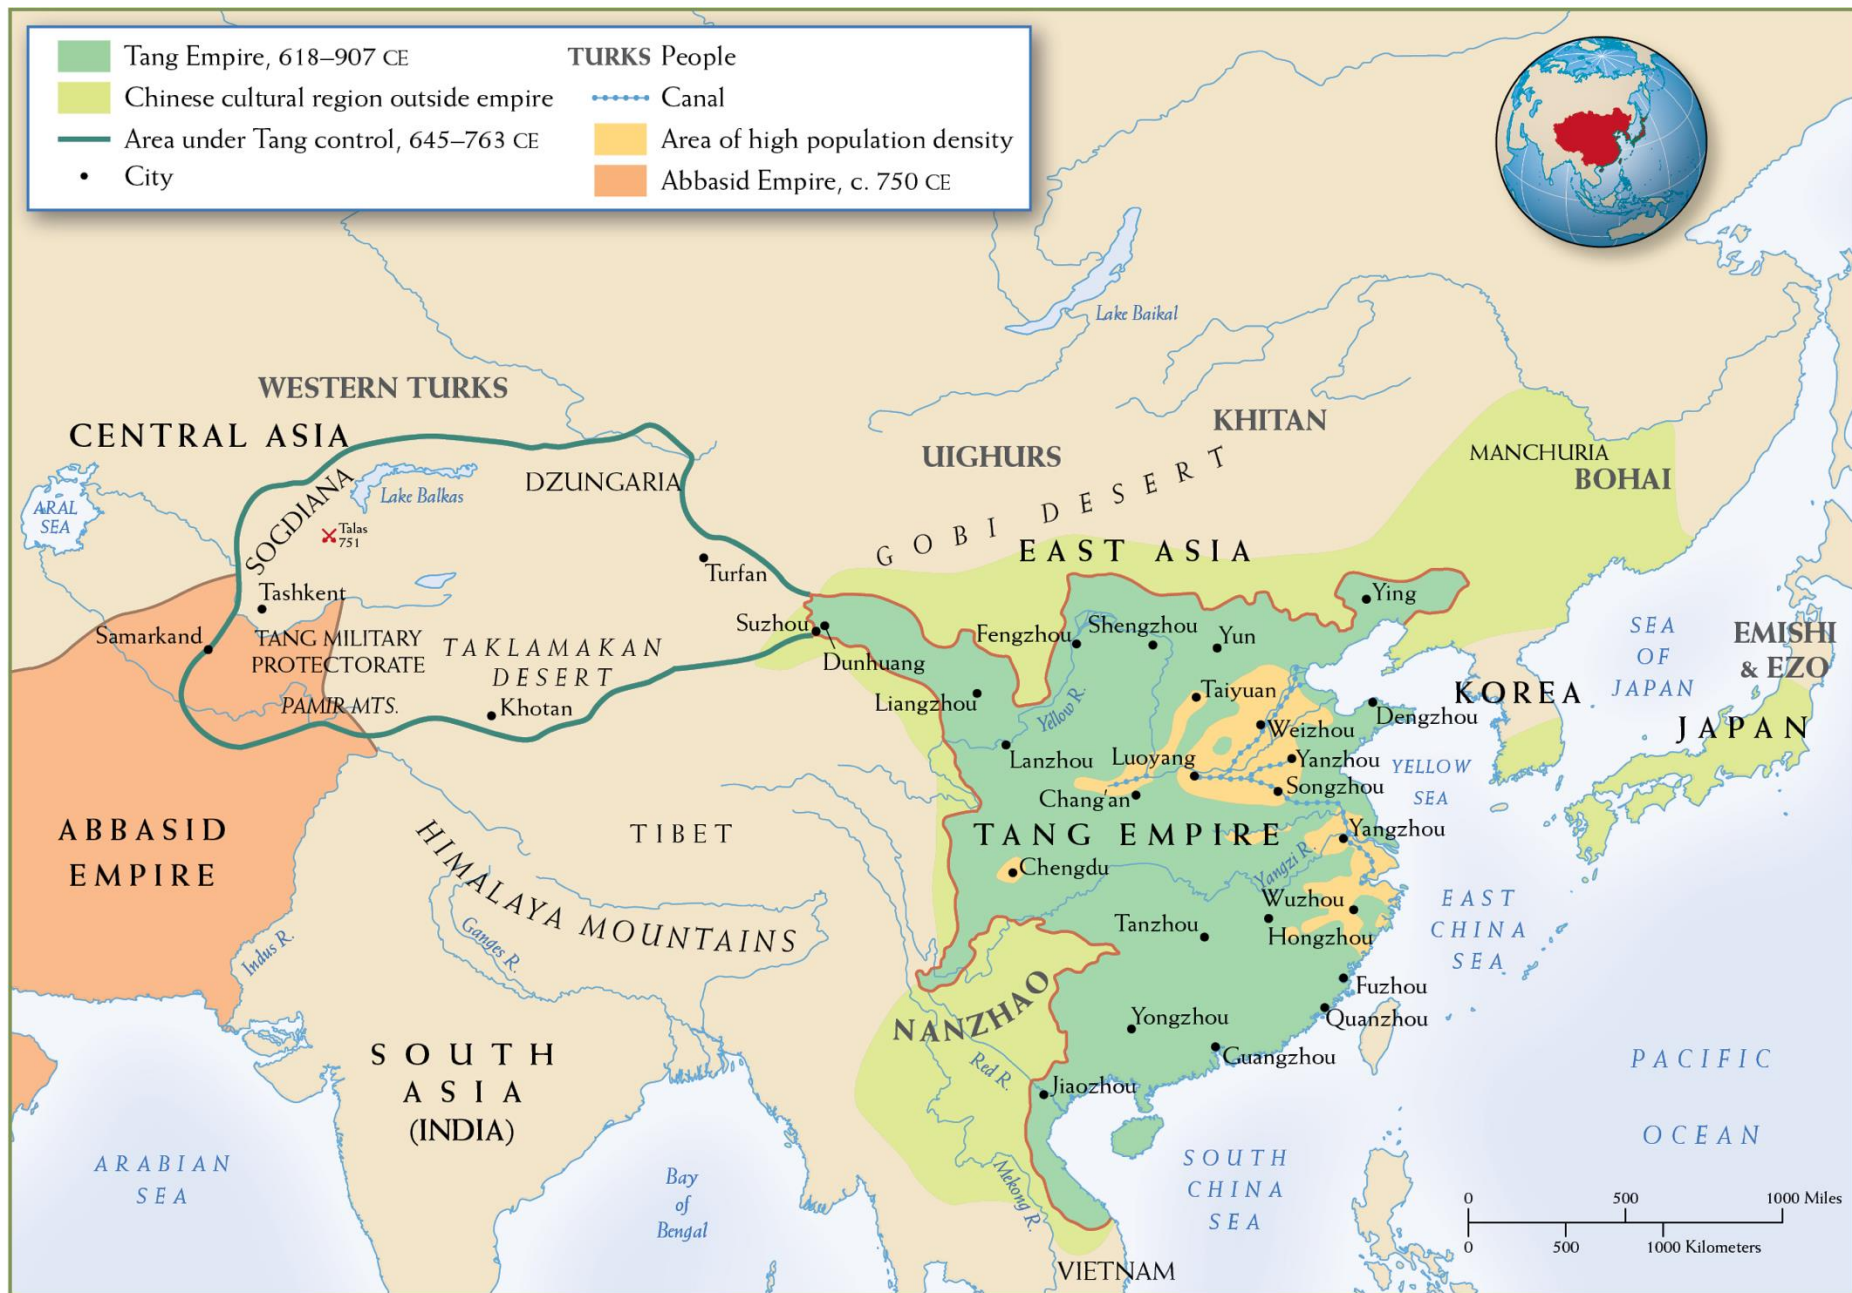 Tang Empire, 618–907 CE
Chinese cultural region outside empire
Area under Tang control, 645–763 CE
City
TURKS People
Canal
Area of high population density
Abbasid Empire, c. 750 CE
Lake Baikal
WESTERN TURKS
CENTRAL ASIA
KHITAN
UIGHURS
MANCHURIA
BOHAI
DZUNGARIA
Lake Balkas
SOGDIANA
ARAL
SEA
Talas
751
GOBI DESERT
EAST ASIA
Turfan
Tashkent
Ying
Samarkand
TANG MILITARY
PROTECTORATE
TAKLAMAKAN
DESERT
Suzhou
Dunhuang
Fengzhou
Shengzhou
Yun
SEA
OF
JAPAN
EMISHI
& EZO
PAMIR MTS.
Khotan
Liangzhou
Yellow R.
Taiyuan
KOREA
Dengzhou
JAPAN
Weizhou
Lanzhou
Luoyang
Yanzhou
YELLOW
SEA
Chang'an
Songzhou
ABBASID
EMPIRE
TIBET
TANG EMPIRE
Yangzhou
HIMALAYA MOUNTAINS
Chengdu
Yangzi R.
Wuzhou
EAST
CHINA
SEA
Indus R.
Ganges R.
Tanzhou
Hongzhou
Fuzhou
NANZHAO
Yongzhou
Quanzhou
SOUTH
ASIA
(INDIA)
Red R.
Guangzhou
Jiaozhou
PACIFIC
OCEAN
ARABIAN
SEA
Bay
of
Bengal
Mekong R.
SOUTH
CHINA
SEA
VIETNAM
0 500 1000 Miles
0 500 1000 Kilometers